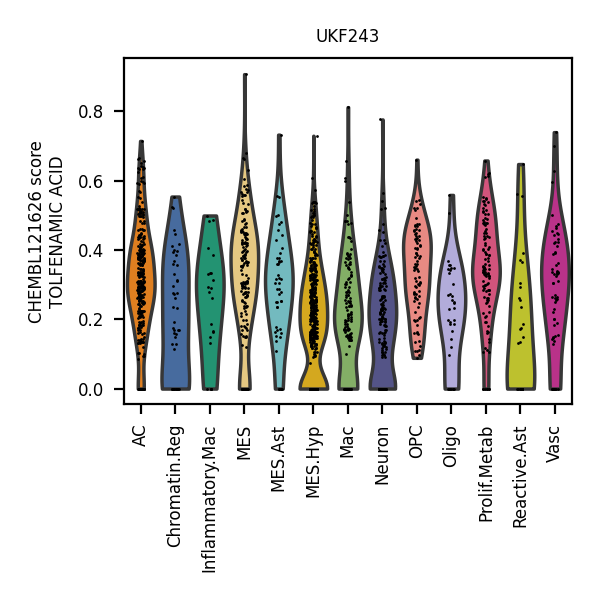 UKF243
CHEMBL121626 score
TOLFENAMIC ACID
0.8
0.6
0.4
0.2
0.0
AC
Chromatin.Reg
Inflammatory.Mac
MES
MES.Ast
MES.Hyp
Mac
Neuron
OPC
Oligo
Prolif.Metab
Reactive.Ast
Vasc